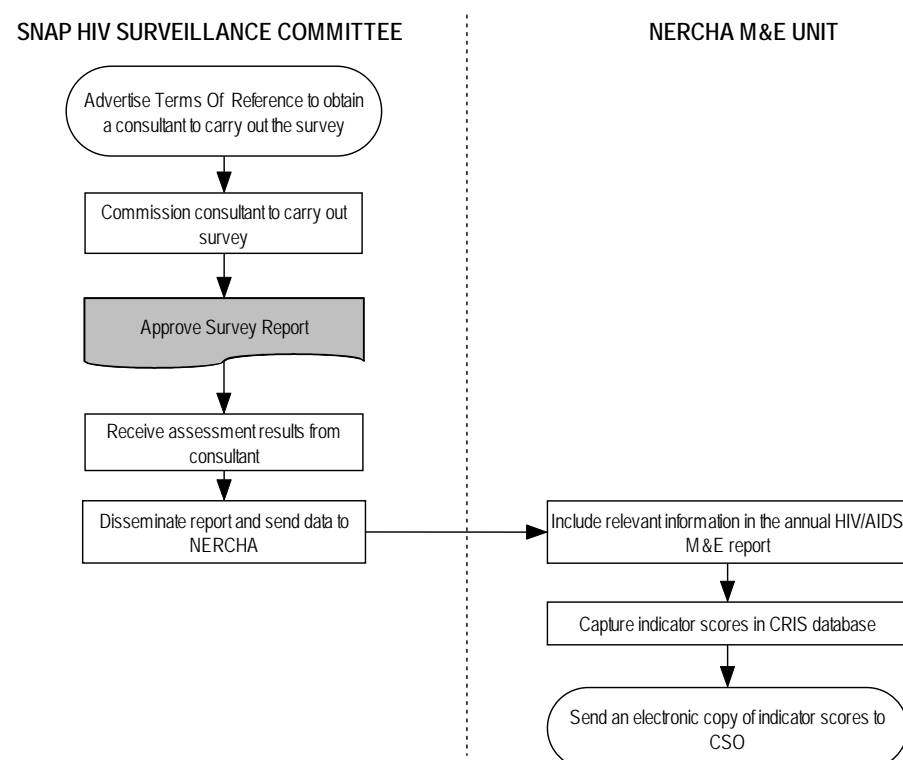 SNAP HIV SURVEILLANCE COMMITTEE
Advertise Terms Of Reference to obtain
a consultant to carry out the survey
Commission consultant to carry out
survey
Approve Survey Report
Receive assessment results from
consultant
Disseminate report and send data to
NERCHA
NERCHA M&E UNIT
Include relevant information in the annual HIV/AIDS
M&E report
Capture indicator scores in CRIS database
Send an electronic copy of indicator scores to
CSO